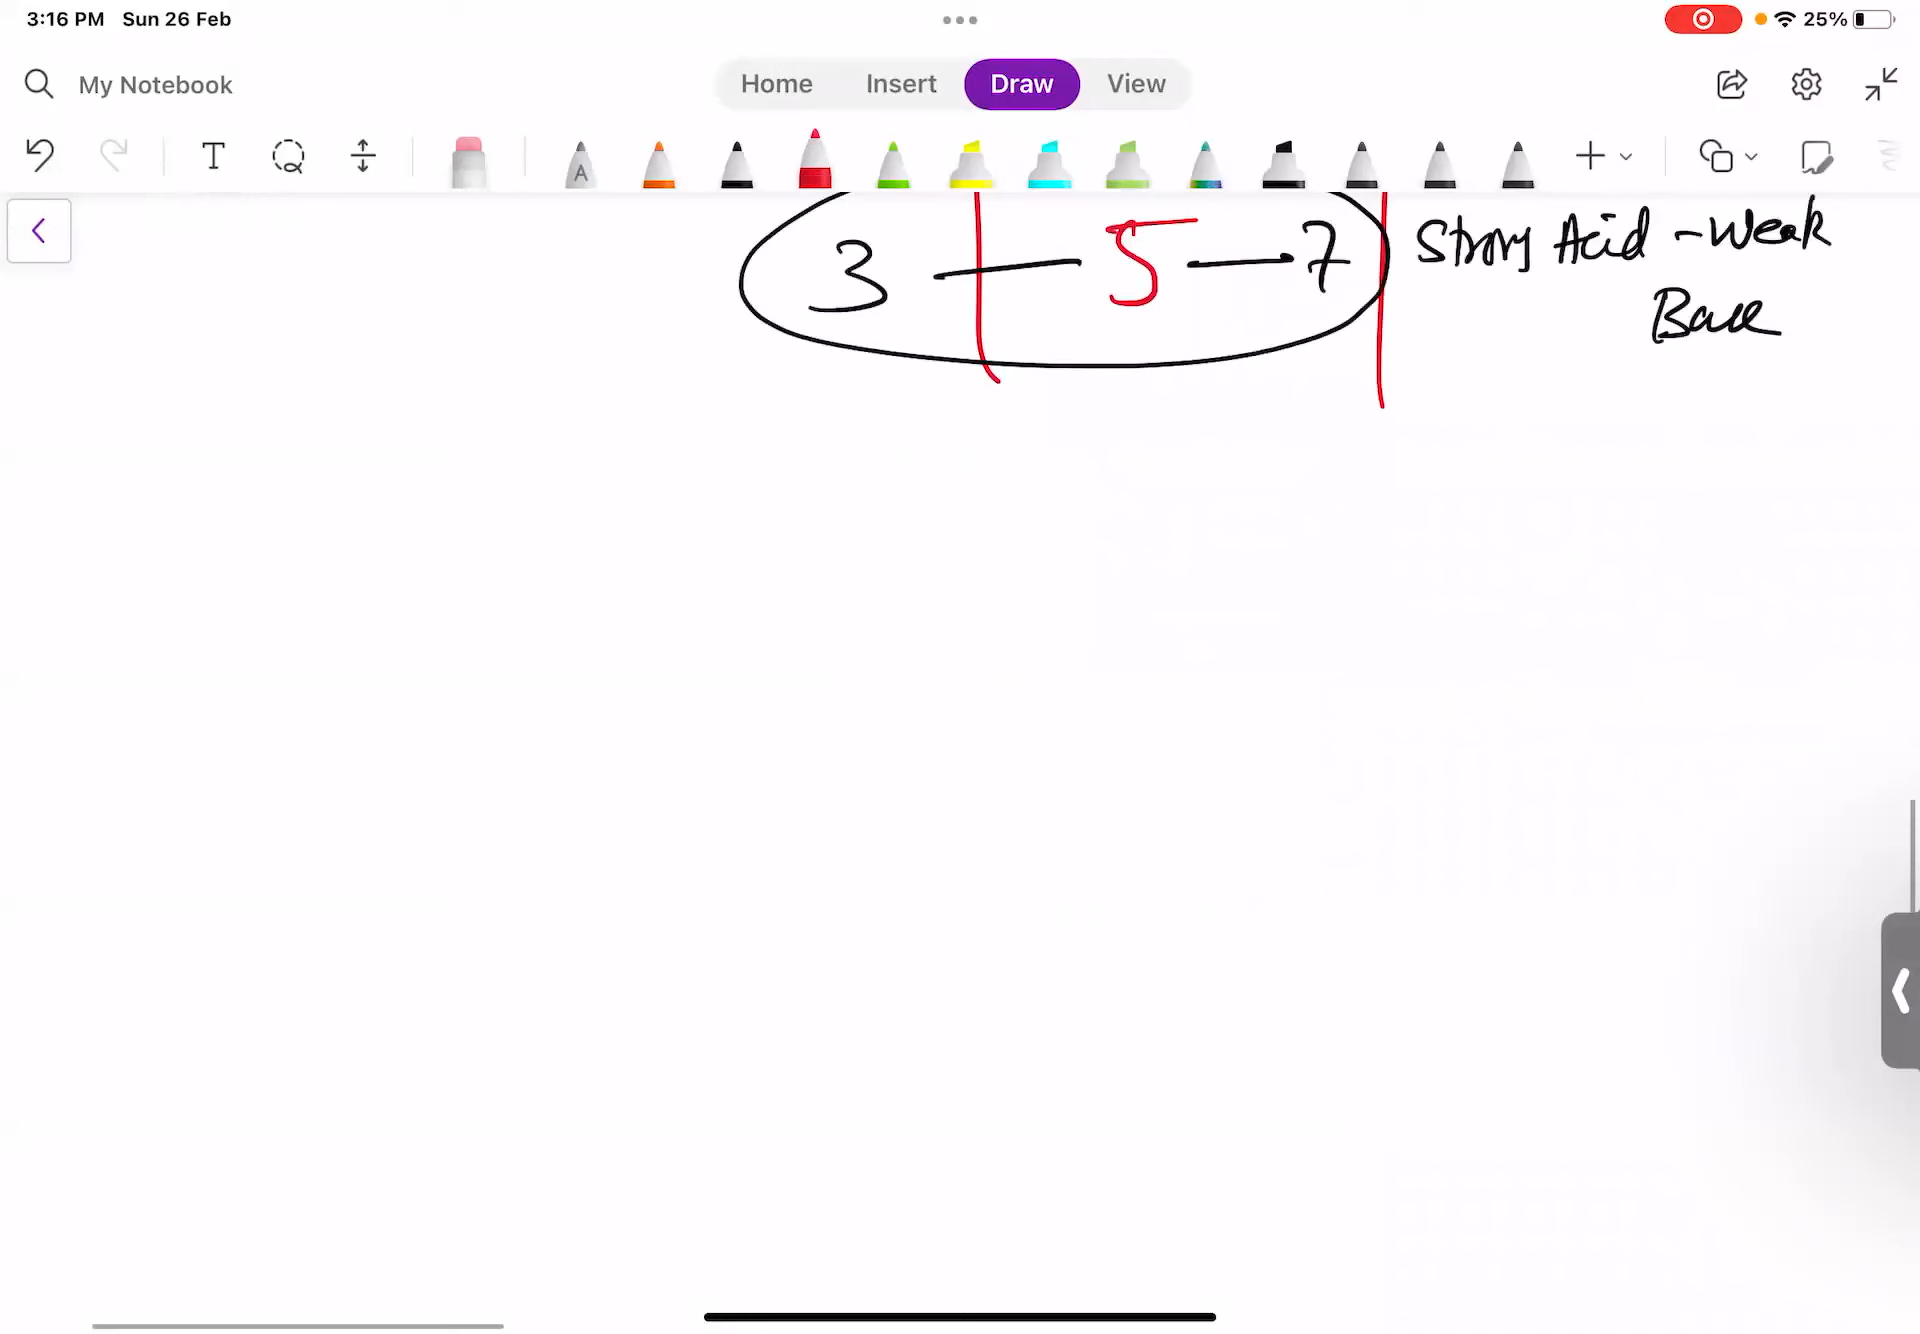 3:16 PM Sun 26 Feb
25%
My Notebook
Home Insert Draw View
T
A
3 — 5 — 7 Strong Acid - Weak
Base